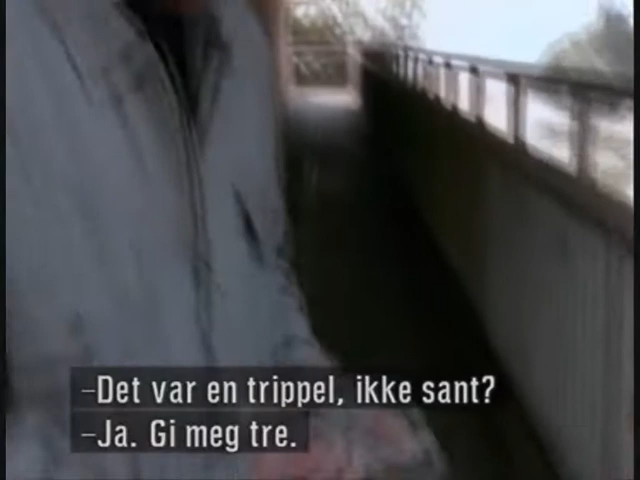 –Det var en trippel, ikke sant?
–Ja. Gi meg tre.